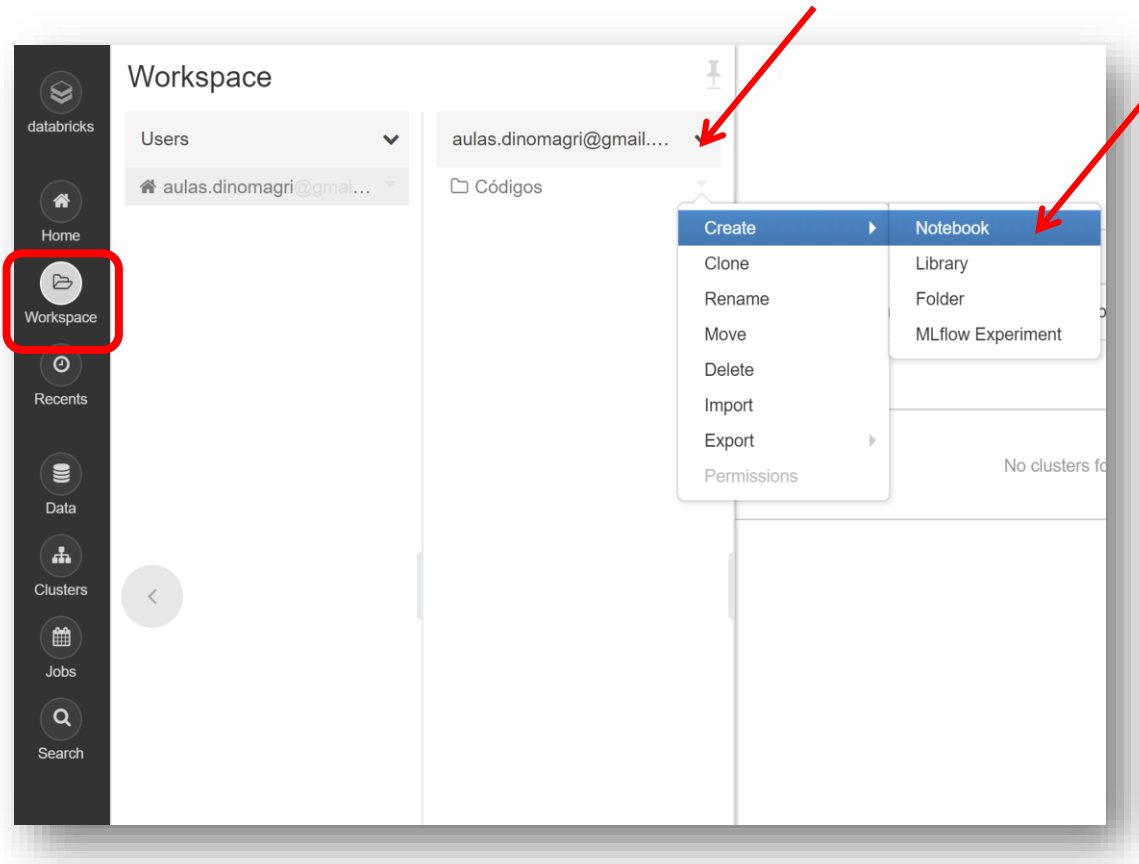 Workspace
databricks
Users
aulas.dinomagri@gmail....
aulas.dinomagri@gmai...
Códigos
Home
Create
Notebook
Clone
Library
Rename
Folder
Workspace
Move
MLflow Experiment
Delete
Recents
Import
Export
No clusters fo
Permissions
Data
Clusters
Jobs
Search